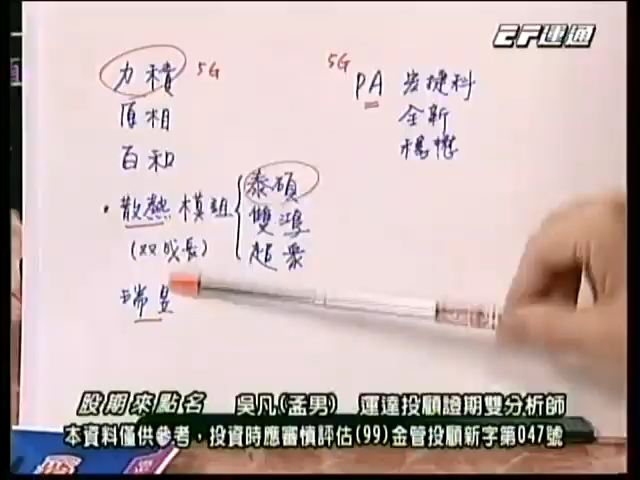 EFT運通
力積 5G
原相
百和
·散熱模組 { 泰碩
雙鴻
超眾
(双成長)
瑞昱
5G
PA 宏捷科
全新
穩懋
股期來點名 吳凡(孟男) 運達投顧證期雙分析師
本資料僅供參考,投資時應審慎評估(99)金管投顧新字第047號